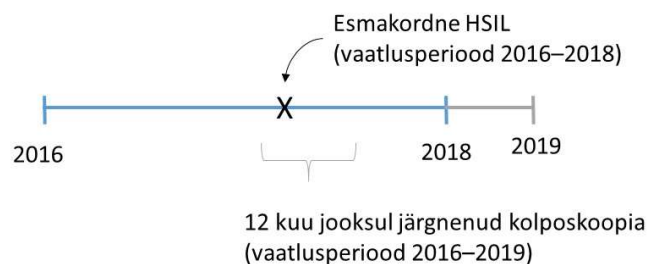 Esmakordne HSIL
(vaatlusperiood 2016–2018)
X
2016
2018
2019
12 kuu jooksul järgnenud kolposkoopia
(vaatlusperiood 2016–2019)